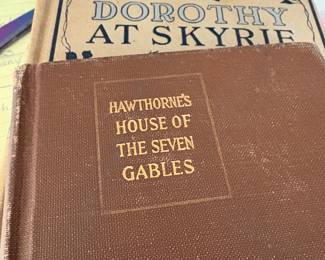 DOROTHY
AT SKYRIE
HAWTHORNE'S
HOUSE OF
THE SEVEN
GABLES